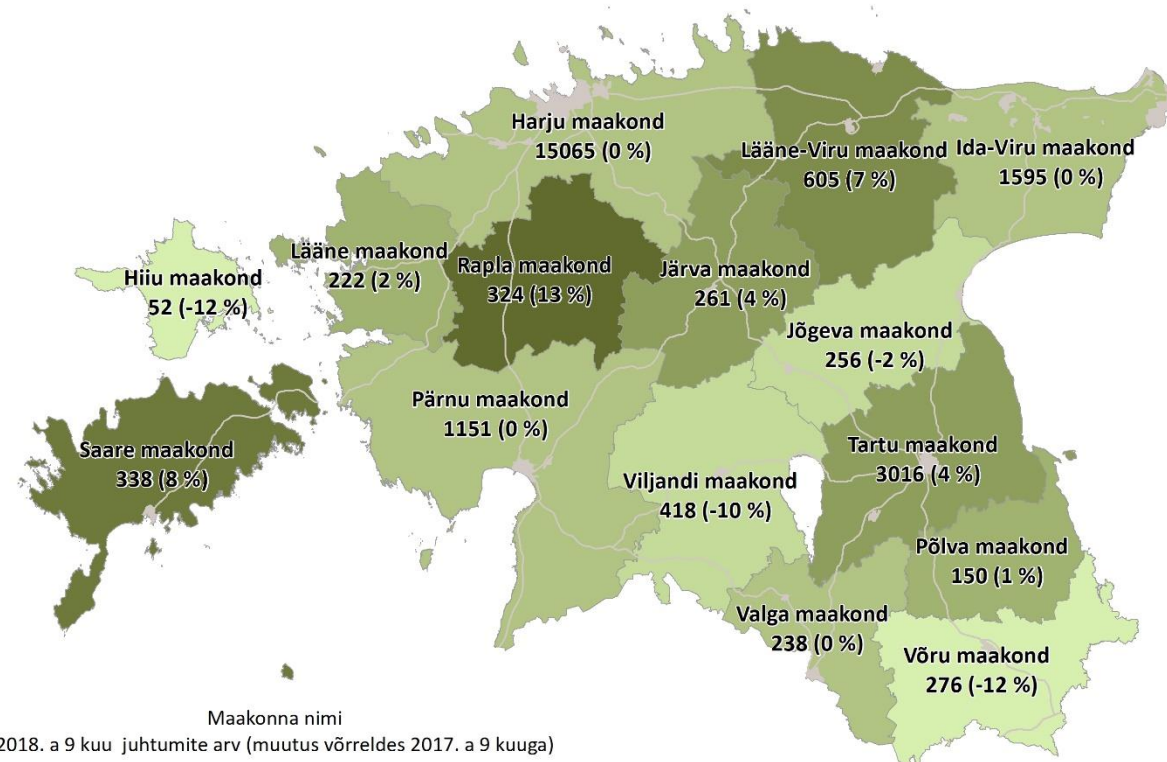 Harju maakond
15065 (0 %)
Lääne-Viru maakond
605 (7 %)
Ida-Viru maakond
1595 (0 %)
Hiiu maakond
52 (-12 %)
Lääne maakond
222 (2 %)
Rapla maakond
324 (13 %)
Järva maakond
261 (4 %)
Jõgeva maakond
256 (-2 %)
Saare maakond
338 (8 %)
Pärnu maakond
1151 (0 %)
Viljandi maakond
418 (-10 %)
Tartu maakond
3016 (4 %)
Põlva maakond
150 (1 %)
Valga maakond
238 (0 %)
Võru maakond
276 (-12 %)
Maakonna nimi
2018. a 9 kuu juhtumite arv (muutus võrreldes 2017. a 9 kuuga)